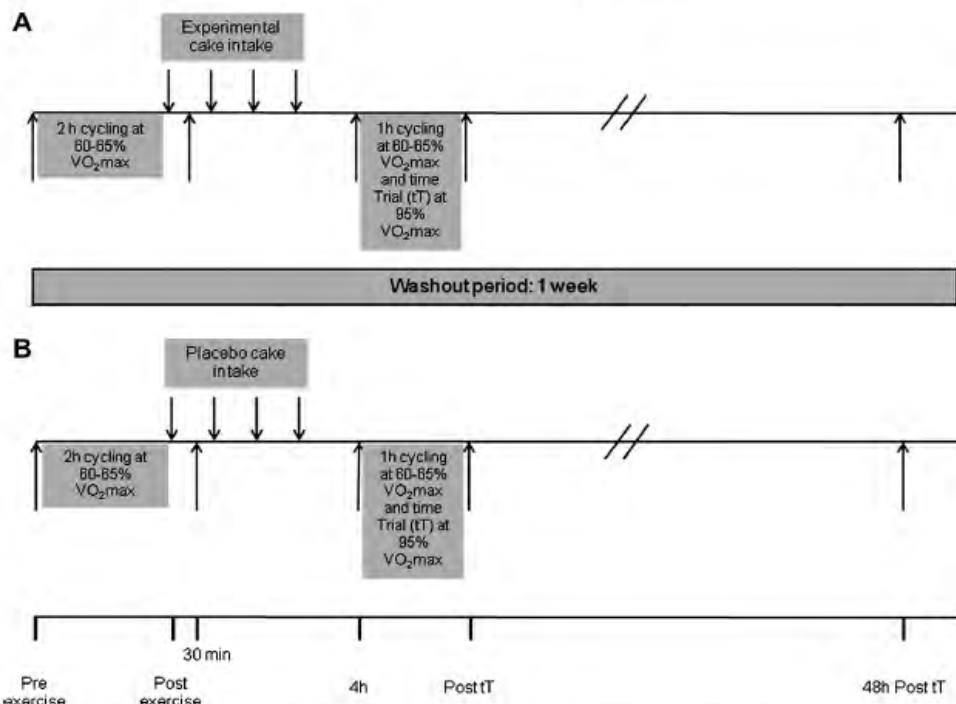 A
Experimental
cake intake
2h cycling at
60-65%
VO₂max
1h cycling
at 60-65%
VO₂max
and time
Trial (tT) at
95%
VO₂max
Washout period: 1 week
B
Placebo cake
intake
2h cycling at
60-65%
VO₂max
1h cycling
at 60-65%
VO₂max
and time
Trial (tT) at
95%
VO₂max
30 min
Pre
exercise
Post
exercise
4h
Post tT
48h Post tT